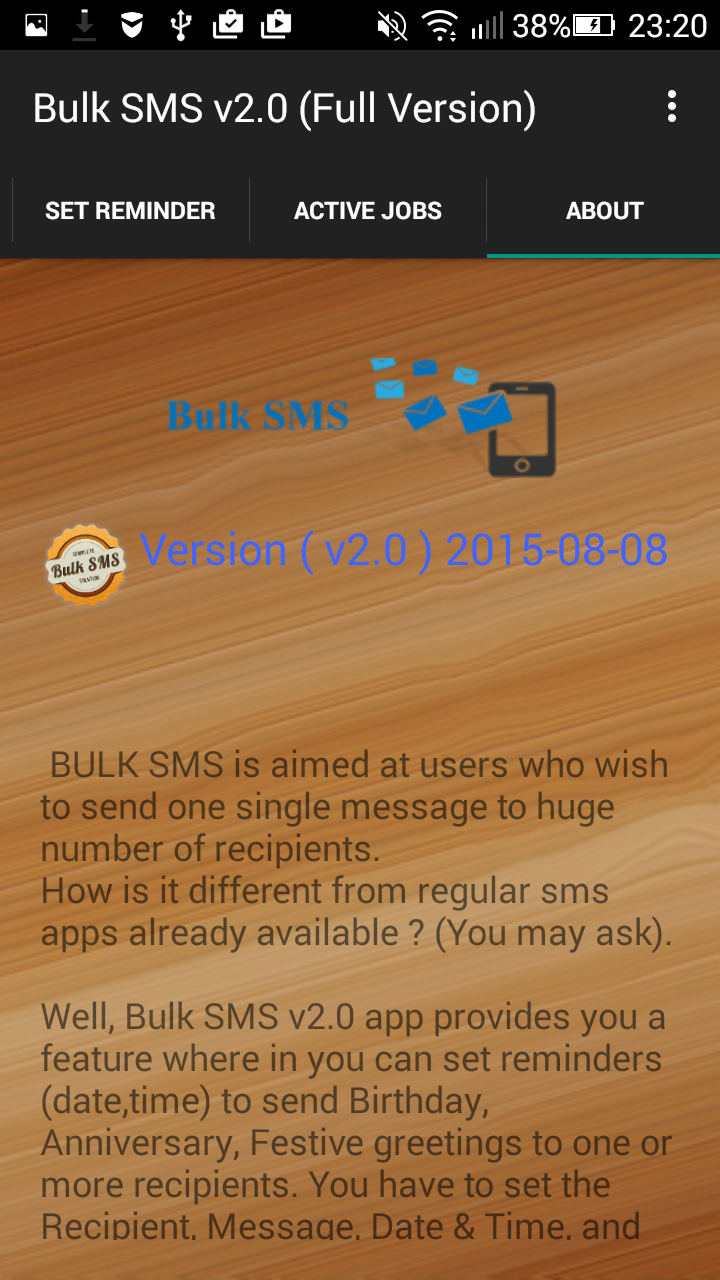 38% 23:20
Bulk SMS v2.0 (Full Version)
SET REMINDER ACTIVE JOBS ABOUT
Bulk SMS
COMPLETE
Bulk SMS
SOLUTION
Version ( v2.0 ) 2015-08-08
BULK SMS is aimed at users who wish
to send one single message to huge
number of recipients.
How is it different from regular sms
apps already available ? (You may ask).
Well, Bulk SMS v2.0 app provides you a
feature where in you can set reminders
(date,time) to send Birthday,
Anniversary, Festive greetings to one or
more recipients. You have to set the
Recipient, Message, Date & Time, and